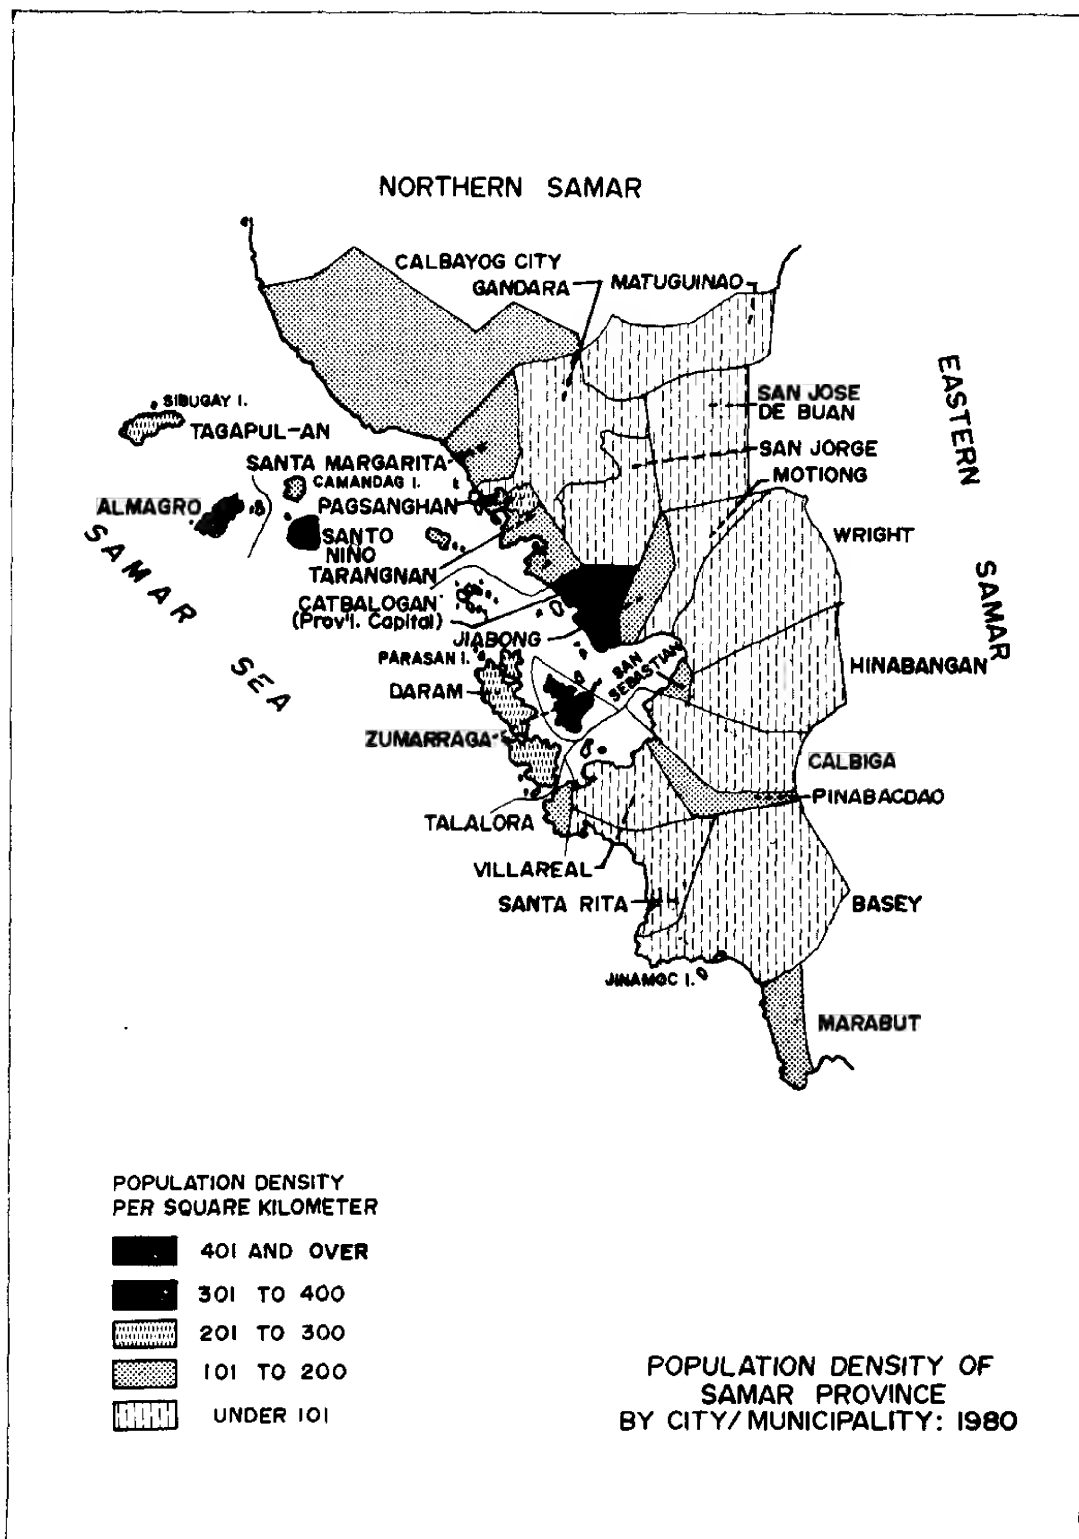 NORTHERN SAMAR
CALBAYOG CITY
GANDARA
MATUGUINAO
EASTERN SAMAR
SAN JOSE
DE BUAN
SIBUGAY I.
TAGAPUL-AN
SAN JORGE
SANTA MARGARITA
CAMANDAG I.
MOTIONG
ALMAGRO
PAGSANGHAN
SANTO
NIÑO
WRIGHT
SAMAR SEA
TARANGNAN
CATBALOGAN
(Prov'l. Capital)
JIABONG
PARASAN I.
SAN
SEBASTIAN
HINABANGAN
DARAM
ZUMARRAGA
CALBIGA
PINABACDAO
TALALORA
VILLAREAL
SANTA RITA
BASEY
JINAMOC I.
MARABUT
POPULATION DENSITY
PER SQUARE KILOMETER
401 AND OVER
301 TO 400
201 TO 300
101 TO 200
UNDER 101
POPULATION DENSITY OF
SAMAR PROVINCE
BY CITY/MUNICIPALITY: 1980